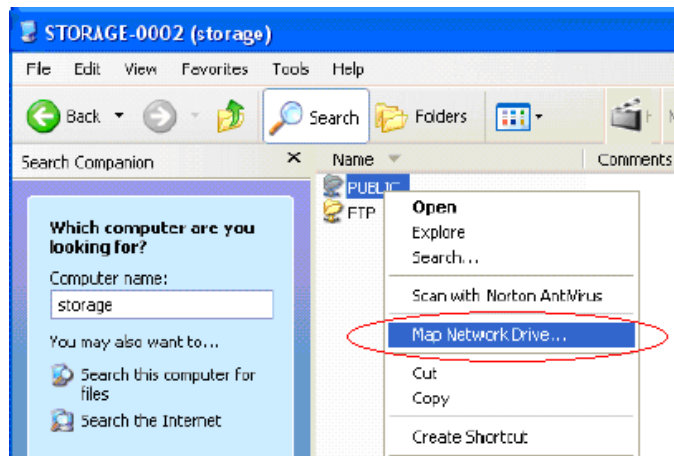 STORAGE-0002 (storage)
File Edit View Favorites Tools Help
Back Search Folders
Search Companion
Name Comments
PUBLIC
FTP
Which computer are you
looking for?
Computer name:
storage
You may also want to...
Search this computer for
files
Search the Internet
Open
Explore
Search...
Scan with Norton AntiVirus
Map Network Drive...
Cut
Copy
Create Shortcut